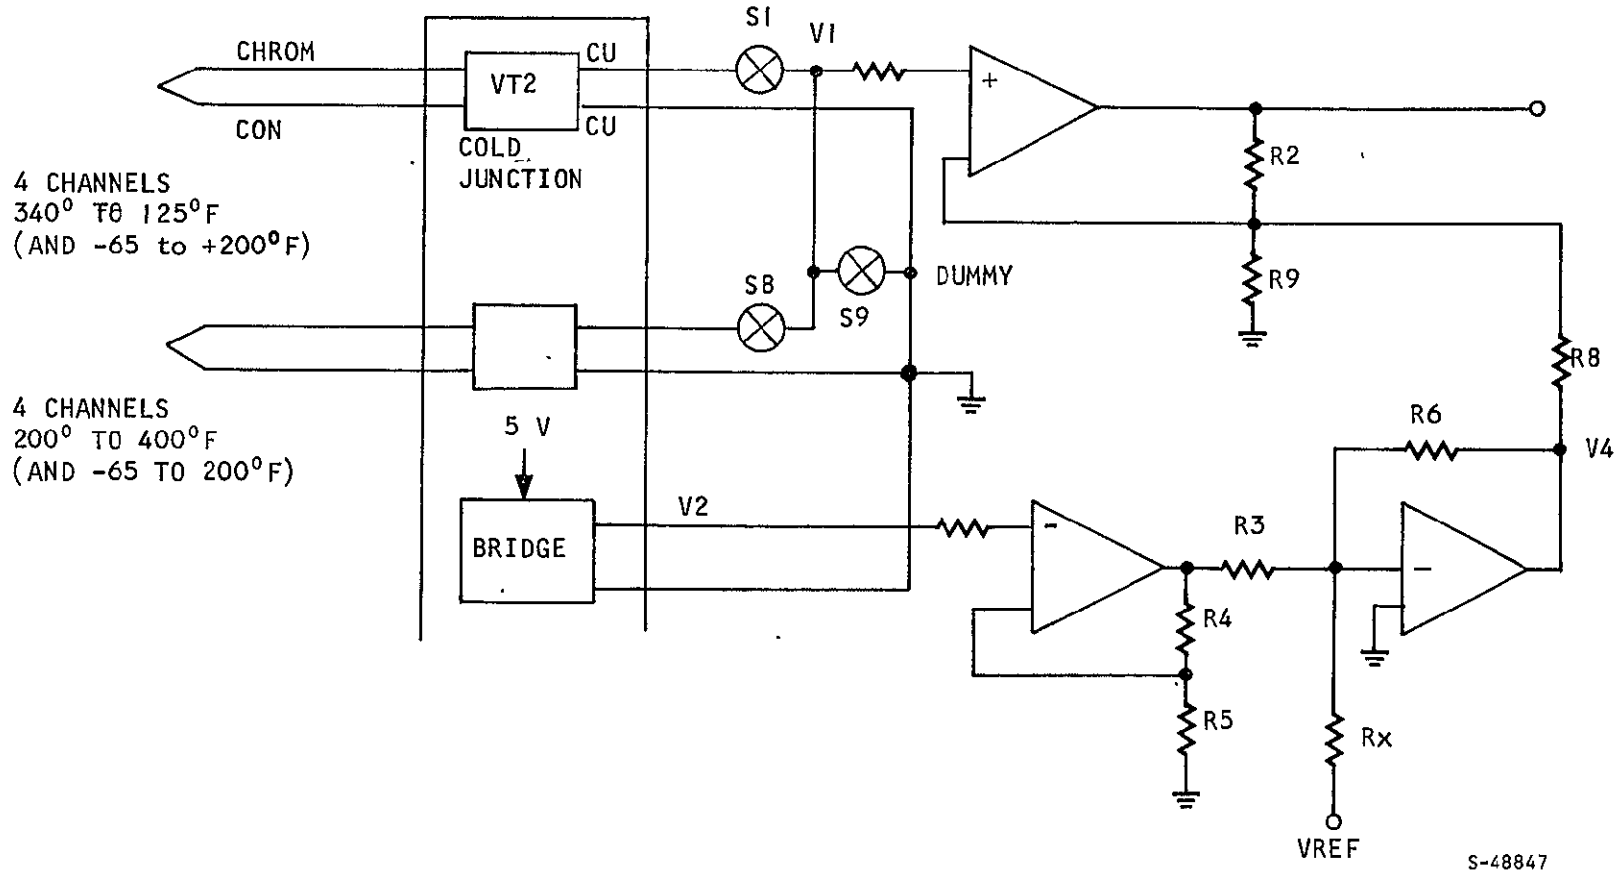 S1
V1
CHROM
CU
VT2
+
CON
CU
COLD
JUNCTION
R2
4 CHANNELS
340° TO 125°F
(AND -65 to +200°F)
DUMMY
R9
S8
S9
R8
4 CHANNELS
200° TO 400°F
(AND -65 TO 200°F)
5 V
R6
V4
V2
BRIDGE
-
R3
-
R4
R5
Rx
VREF
S-48847